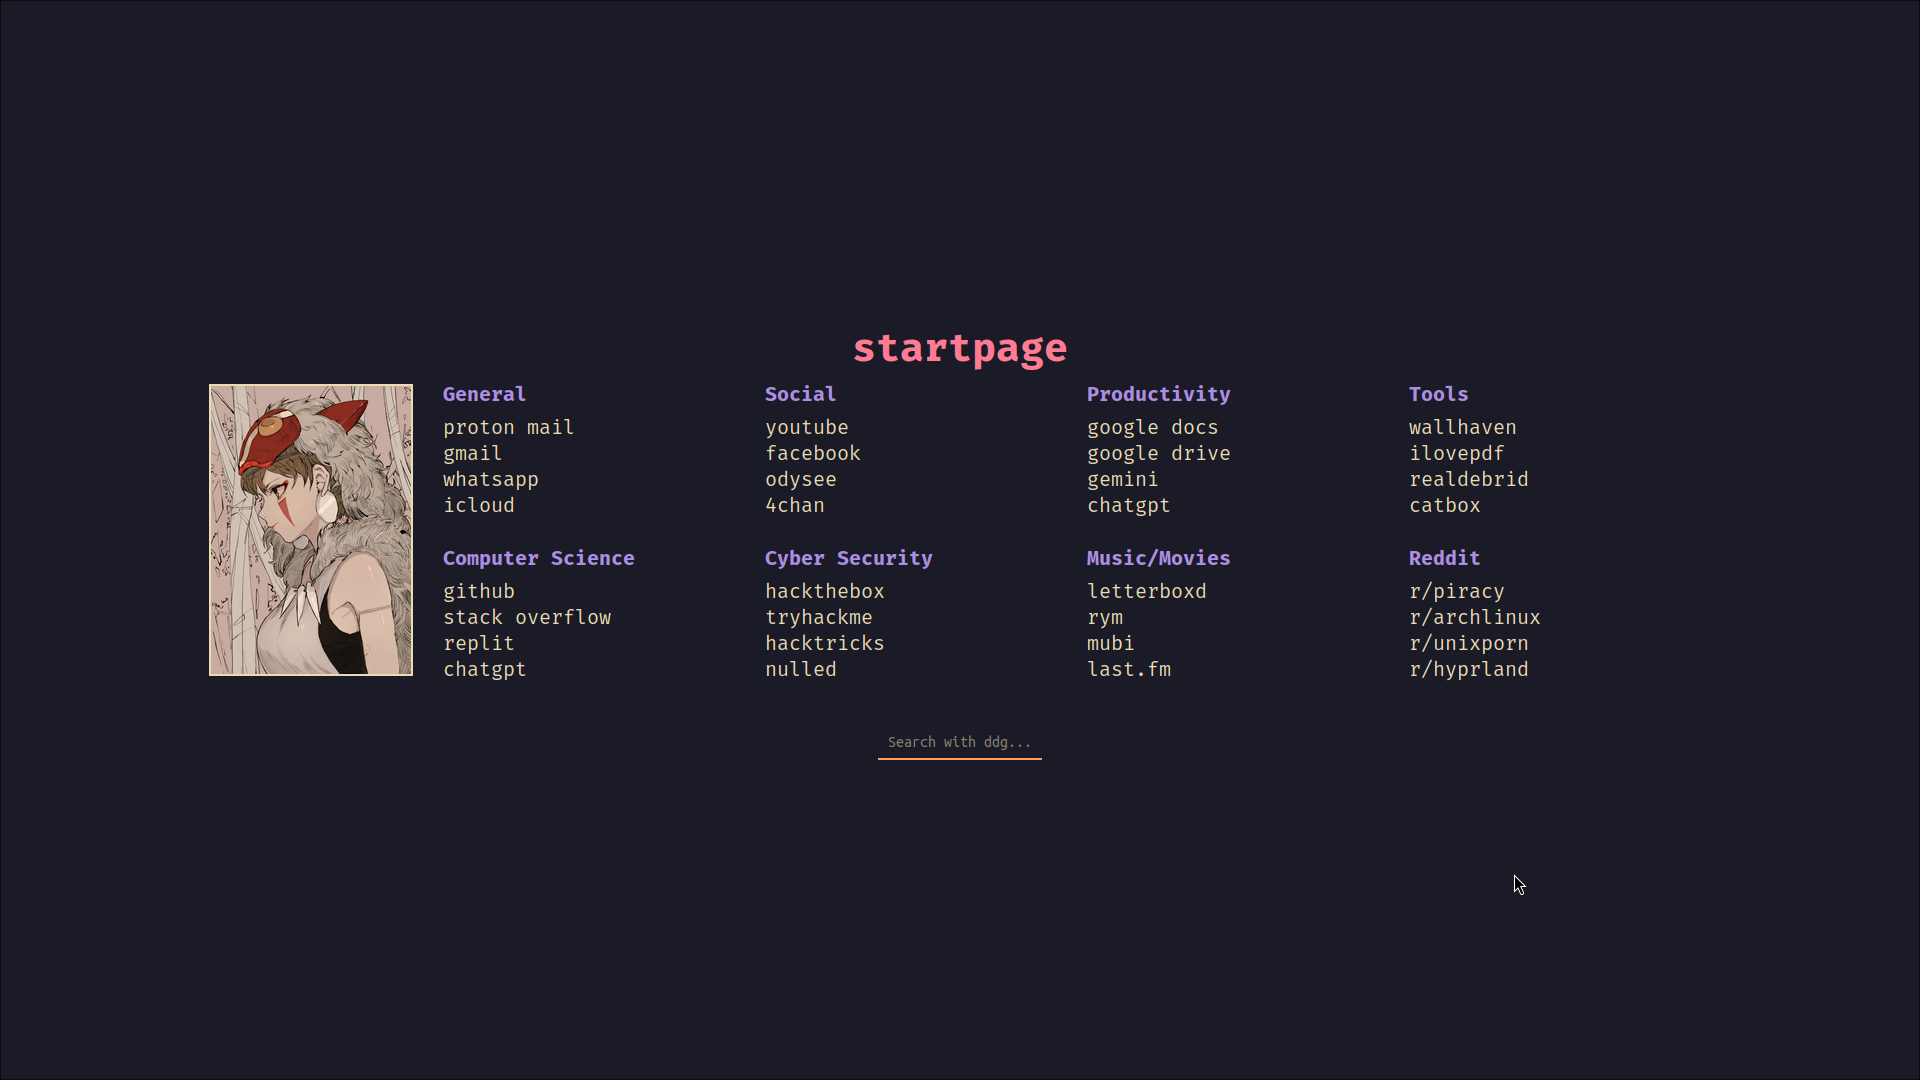 startpage
General
proton mail
gmail
whatsapp
icloud
Social
youtube
facebook
odysee
4chan
Productivity
google docs
google drive
gemini
chatgpt
Tools
wallhaven
ilovepdf
realdebrid
catbox
Computer Science
github
stack overflow
replit
chatgpt
Cyber Security
hackthebox
tryhackme
hacktricks
nulled
Music/Movies
letterboxd
rym
mubi
last.fm
Reddit
r/piracy
r/archlinux
r/unixporn
r/hyprland
Search with ddg...